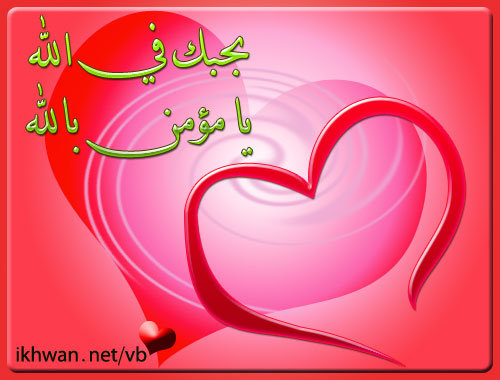 بحبك في الله
يا مؤمن بالله
ikhwan.net/vb